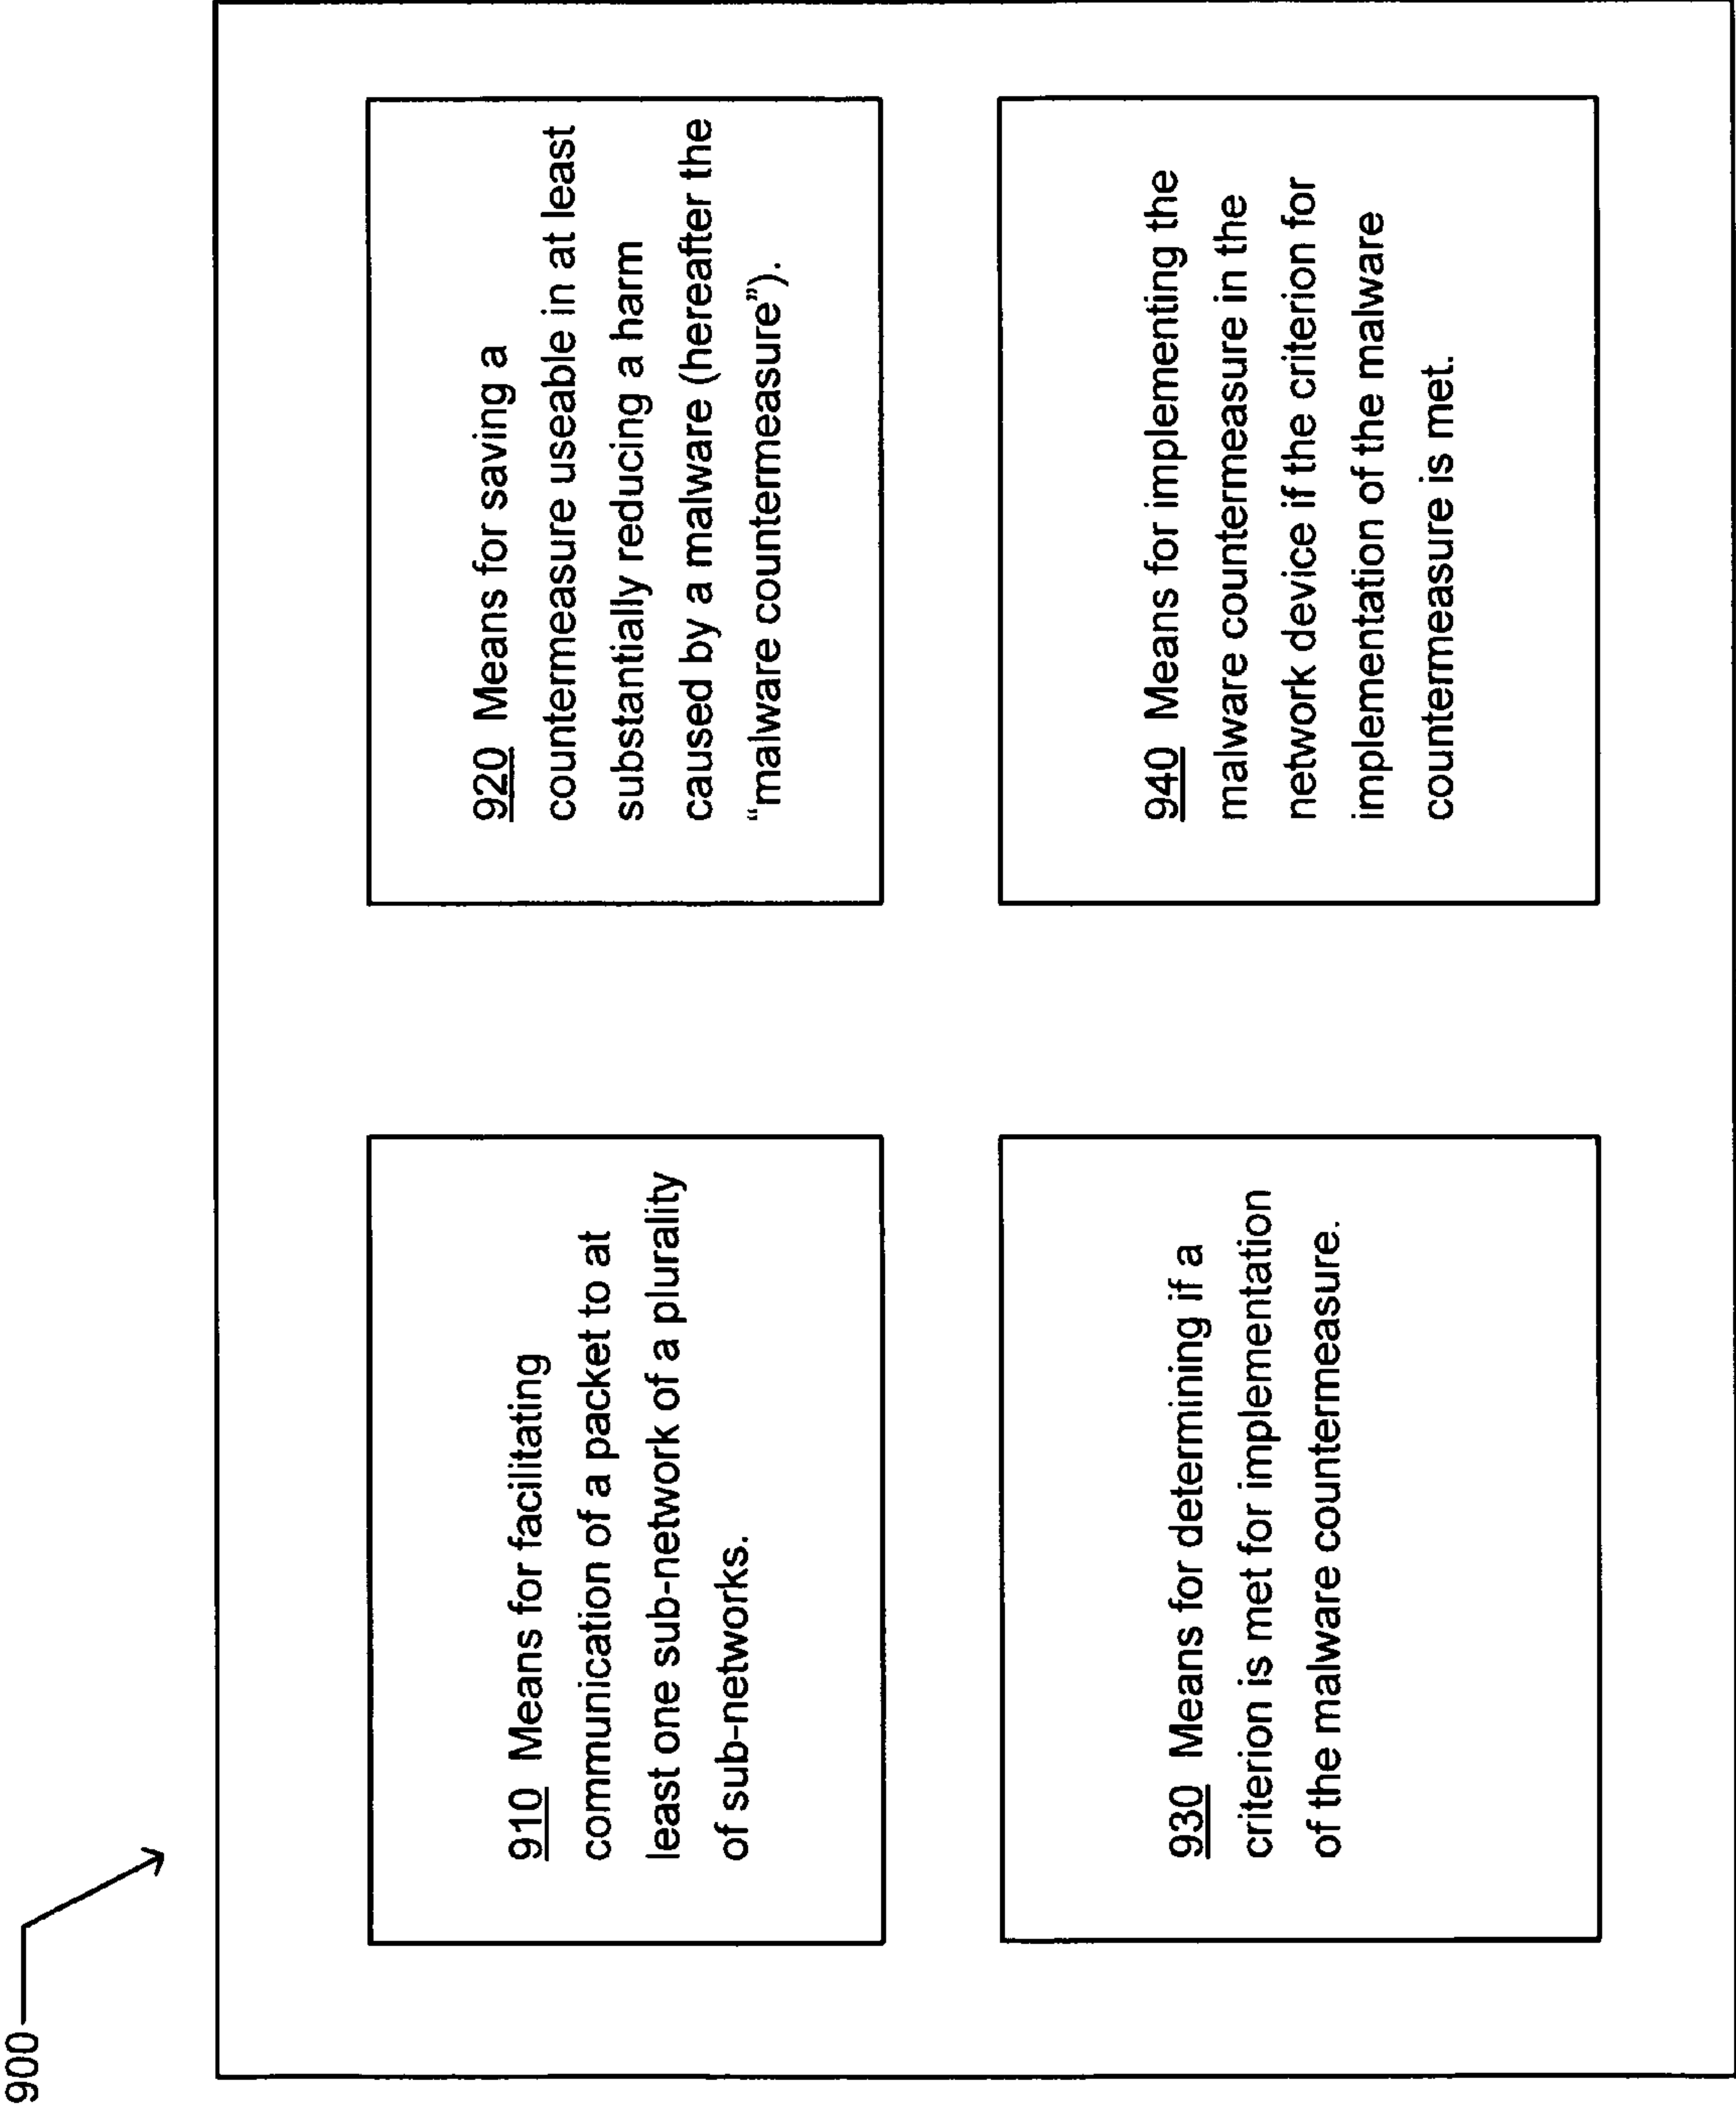 900
910 Means for facilitating
communication of a packet to at
least one sub-network of a plurality
of sub-networks.
920 Means for saving a
countermeasure useable in at least
substantially reducing a harm
caused by a malware (hereafter the
“malware countermeasure”).
930 Means for determining if a
criterion is met for implementation
of the malware countermeasure.
940 Means for implementing the
malware countermeasure in the
network device if the criterion for
implementation of the malware
countermeasure is met.